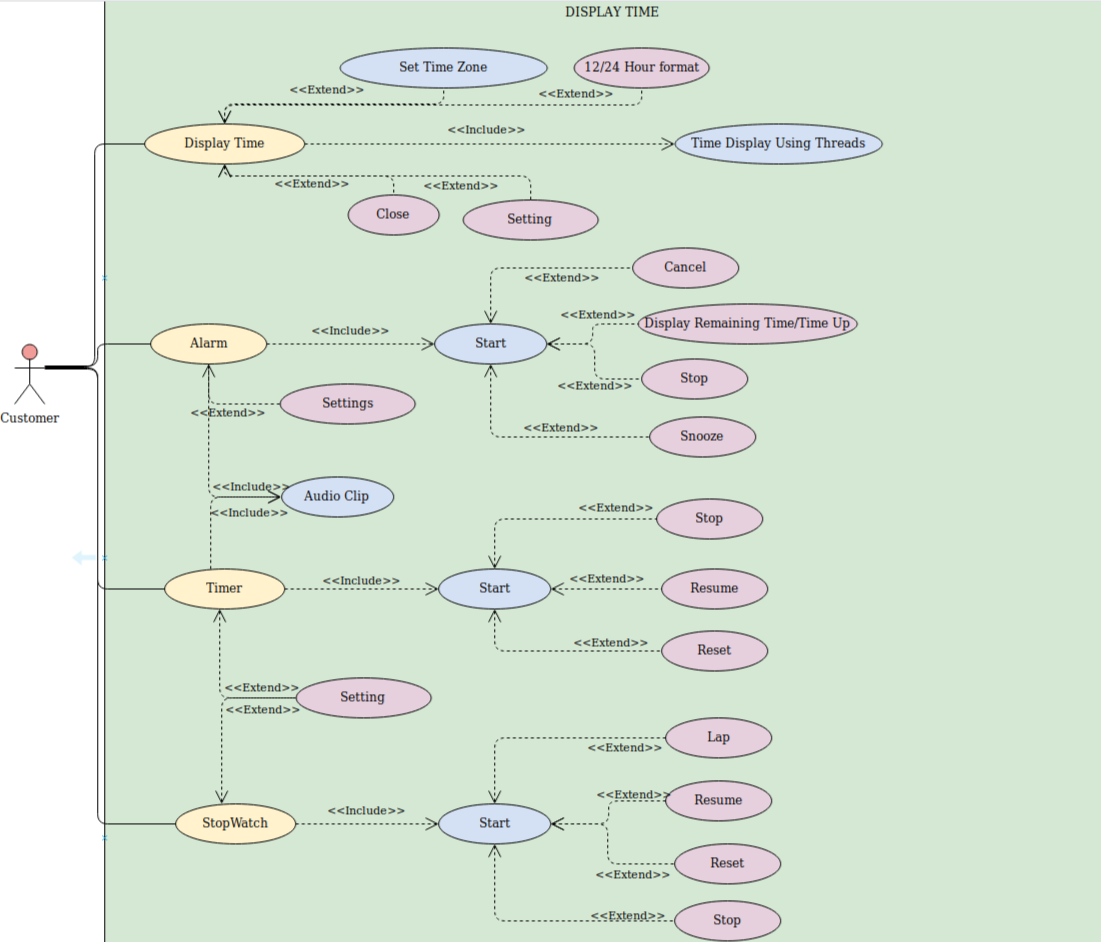 DISPLAY TIME
Set Time Zone
12/24 Hour format
<<Extend>>
<<Extend>>
<<Include>>
Display Time
Time Display Using Threads
<<Extend>>
<<Extend>>
Close
Setting
Cancel
<<Extend>>
<<Extend>>
Display Remaining Time/Time Up
<<Include>>
Alarm
Start
Stop
<<Extend>>
Customer
Settings
<<Extend>>
<<Extend>>
Snooze
<<Include>>
Audio Clip
<<Include>>
<<Extend>>
Stop
<<Include>>
<<Extend>>
Timer
Start
Resume
<<Extend>>
Reset
<<Extend>>
Setting
<<Extend>>
Lap
<<Extend>>
<<Extend>>
Resume
<<Include>>
StopWatch
Start
Reset
<<Extend>>
<<Extend>>
Stop